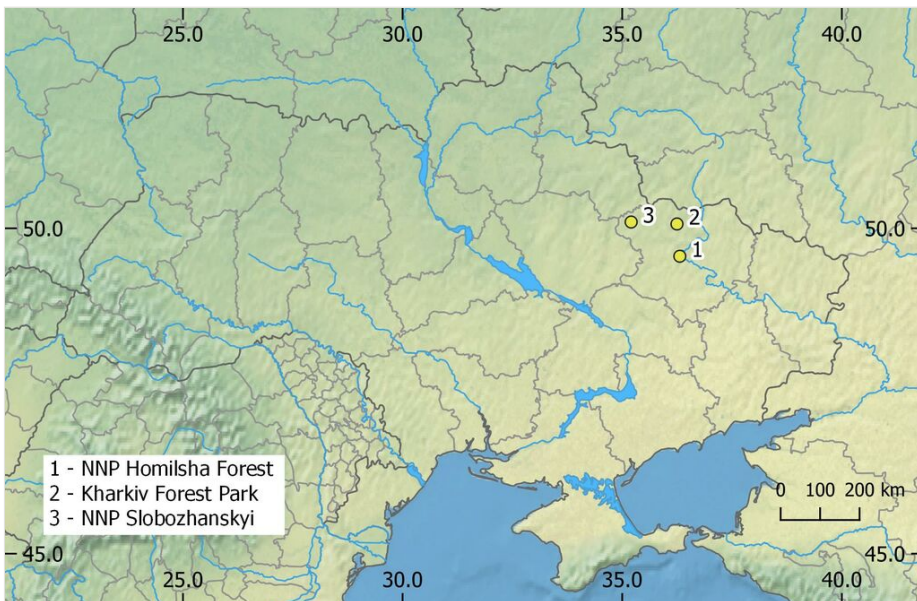 25.0 30.0 35.0 40.0
3 2
50.0 50.0
1
1 - NNP Homilsha Forest
2 - Kharkiv Forest Park
3 - NNP Slobozhanskyi
0 100 200 km
45.0 45.0
25.0 30.0 35.0 40.0